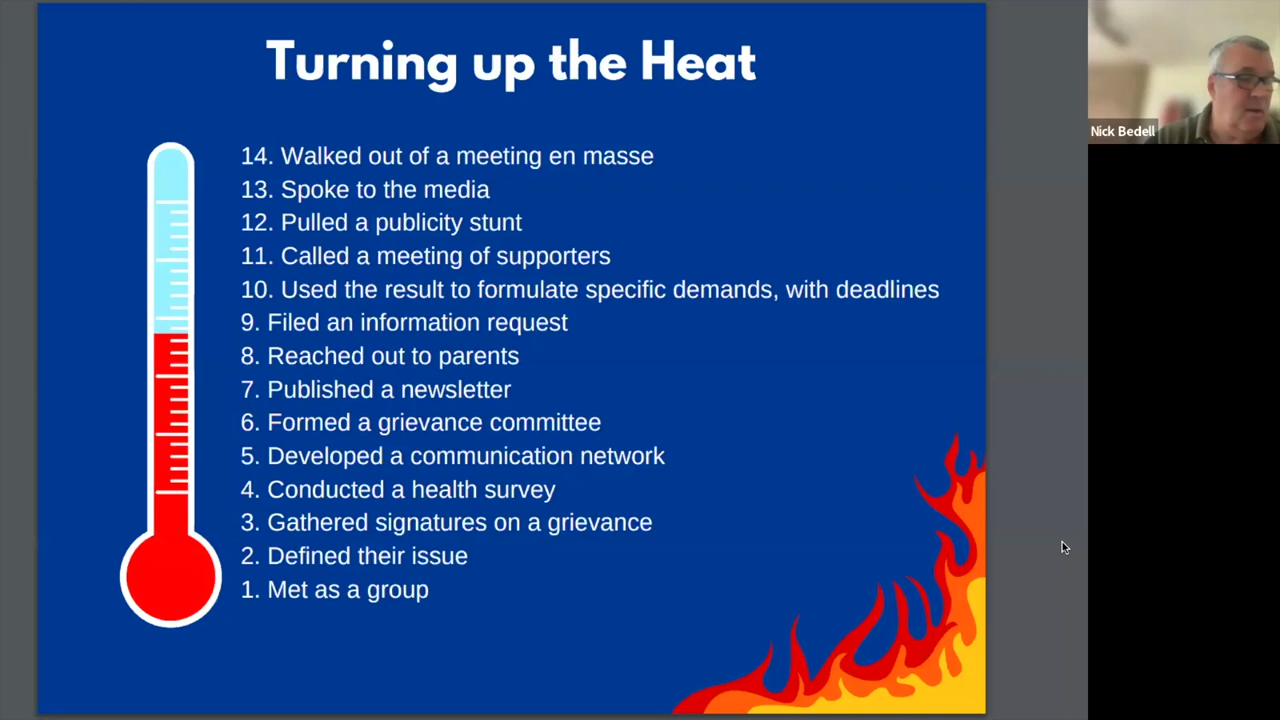 Turning up the Heat
14. Walked out of a meeting en masse
13. Spoke to the media
12. Pulled a publicity stunt
11. Called a meeting of supporters
10. Used the result to formulate specific demands, with deadlines
9. Filed an information request
8. Reached out to parents
7. Published a newsletter
6. Formed a grievance committee
5. Developed a communication network
4. Conducted a health survey
3. Gathered signatures on a grievance
2. Defined their issue
1. Met as a group
Nick Bedell